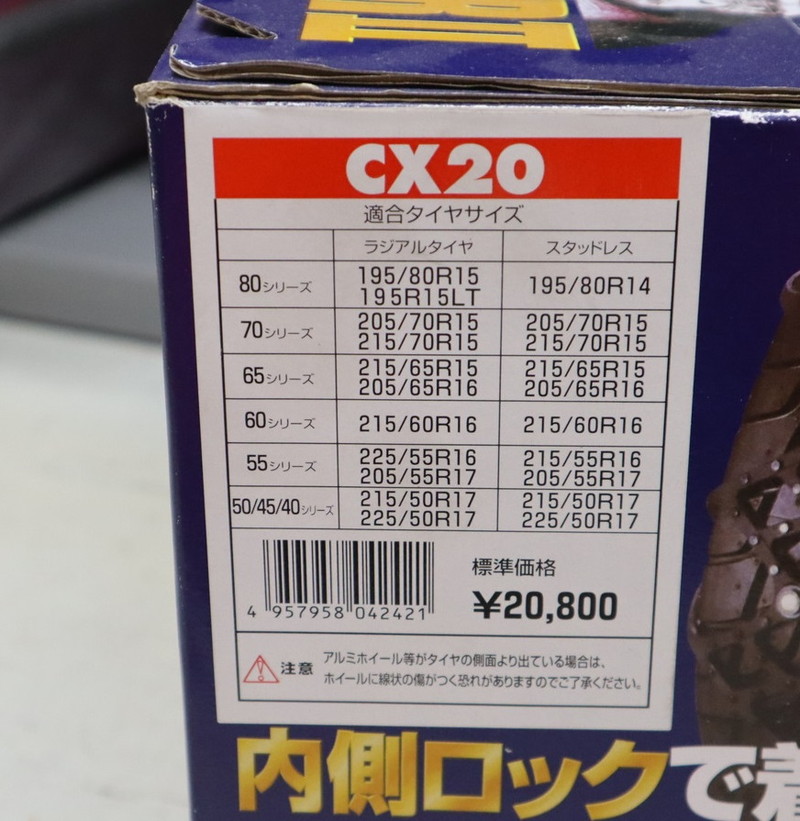 CX20
適合タイヤサイズ
ラジアルタイヤ スタッドレス
80シリーズ 195/80R15 195R15LT 195/80R14
70シリーズ 205/70R15 215/70R15 205/70R15 215/70R15
65シリーズ 215/65R15 205/65R16 215/65R15 205/65R16
60シリーズ 215/60R16 215/60R16
55シリーズ 225/55R16 205/55R17 215/55R16 205/55R17
50/45/40シリーズ 215/50R17 225/50R17 215/50R17 225/50R17
標準価格
¥20,800
4 957958 042421
注意
アルミホイール等がタイヤの側面より出ている場合は、
ホイールに線状の傷がつく恐れがありますのでご了承ください。
内側ロックで着